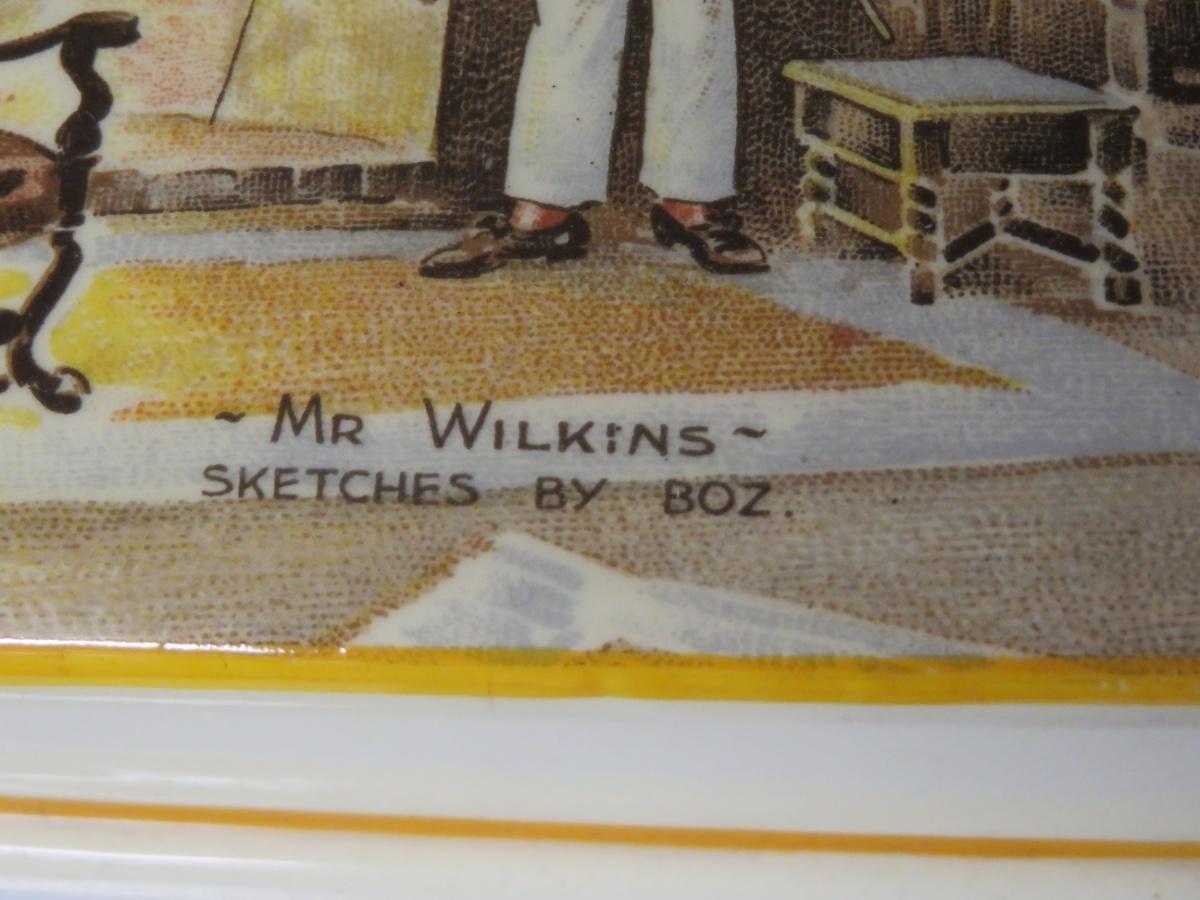 ~ MR WILKINS ~
SKETCHES BY BOZ.